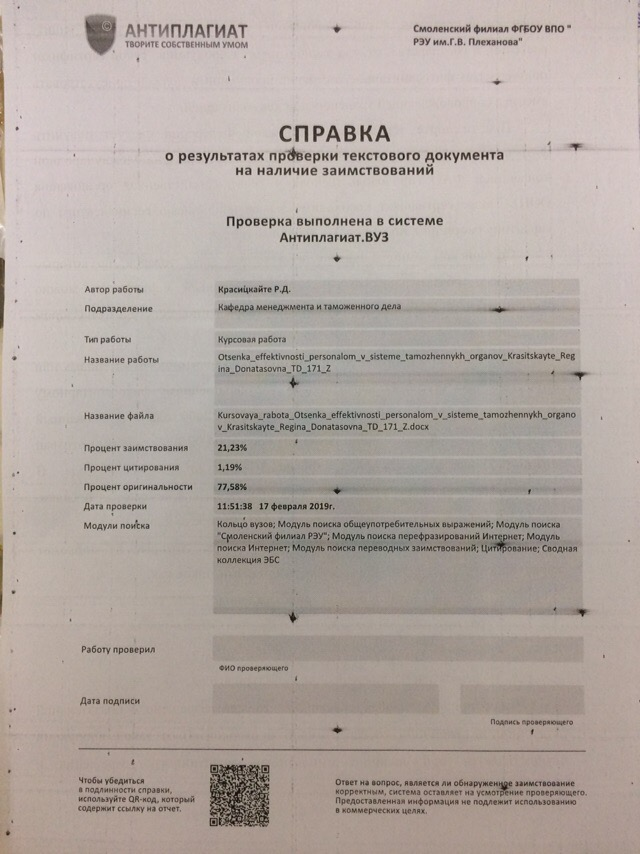 АНТИПЛАГИАТ
ТВОРИТЕ СОБСТВЕННЫМ УМОМ
Смоленский филиал ФГБОУ ВПО "
РЭУ им.Г.В. Плеханова"
СПРАВКА
о результатах проверки текстового документа
на наличие заимствований
Проверка выполнена в системе
Антиплагиат.ВУЗ
Автор работы Красицкайте Р.Д.
Подразделение Кафедра менеджмента и таможенного дела
Тип работы Курсовая работа
Название работы Otsenka_effektivnosti_personalom_v_sisteme_tamozhennykh_organov_Krasitskayte_Reg
ina_Donatasovna_TD_171_Z
Название файла Kursovaya_rabota_Otsenka_effektivnosti_personalom_v_sisteme_tamozhennykh_organo
v_Krasitskayte_Regina_Donatasovna_TD_171_Z.docx
Процент заимствования 21,23%
Процент цитирования 1,19%
Процент оригинальности 77,58%
Дата проверки 11:51:38 17 февраля 2019г.
Модули поиска Кольцо вузов; Модуль поиска общеупотребительных выражений; Модуль поиска
"Смоленский филиал РЭУ"; Модуль поиска перефразирований Интернет; Модуль
поиска Интернет; Модуль поиска переводных заимствований; Цитирование; Сводная
коллекция ЭБС
Работу проверил
ФИО проверяющего
Дата подписи
Подпись проверяющего
Чтобы убедиться
в подлинности справки,
используйте QR-код, который
содержит ссылку на отчет.
Ответ на вопрос, является ли обнаруженное заимствование
корректным, система оставляет на усмотрение проверяющего.
Предоставленная информация не подлежит использованию
в коммерческих целях.